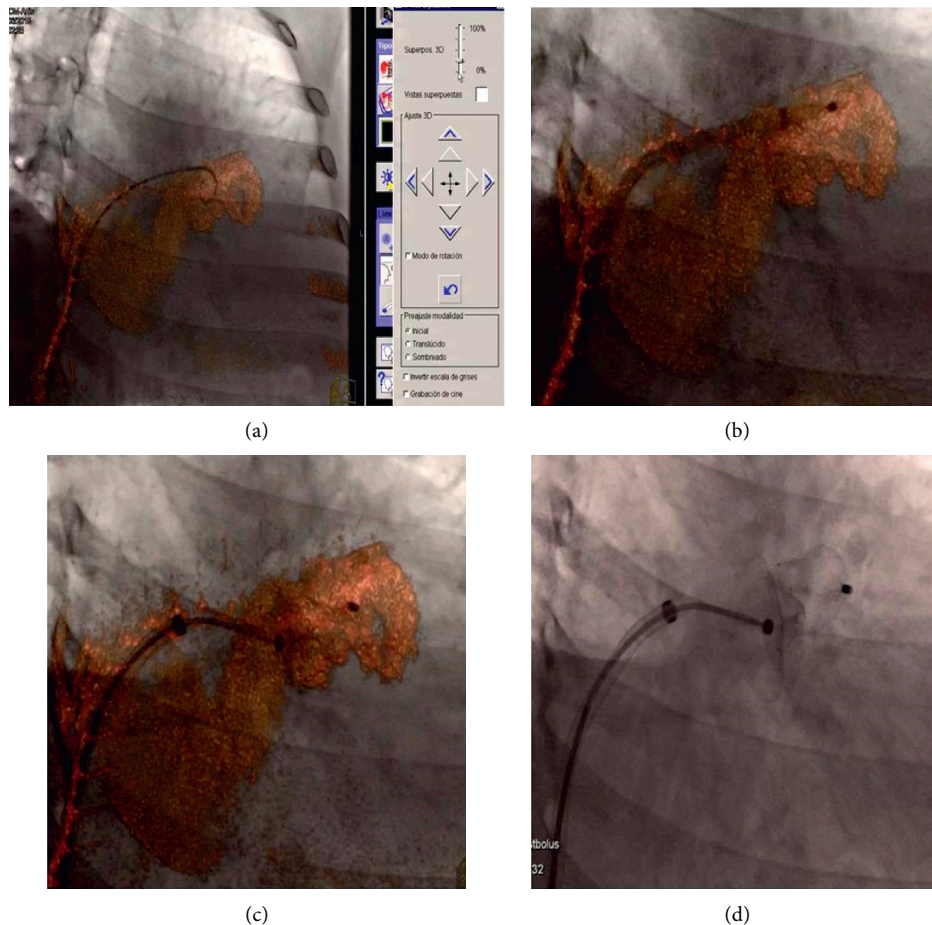 100%
Superpos. 3D
0%
Vistas superpuestas
Ajuste 3D
Modo de rotación
Preajuste modalidad
Inicial
Translúcido
Sombreado
Invertir escala de grises
Grabación de cine
(a)
(b)
(c)
tbolus
32
(d)